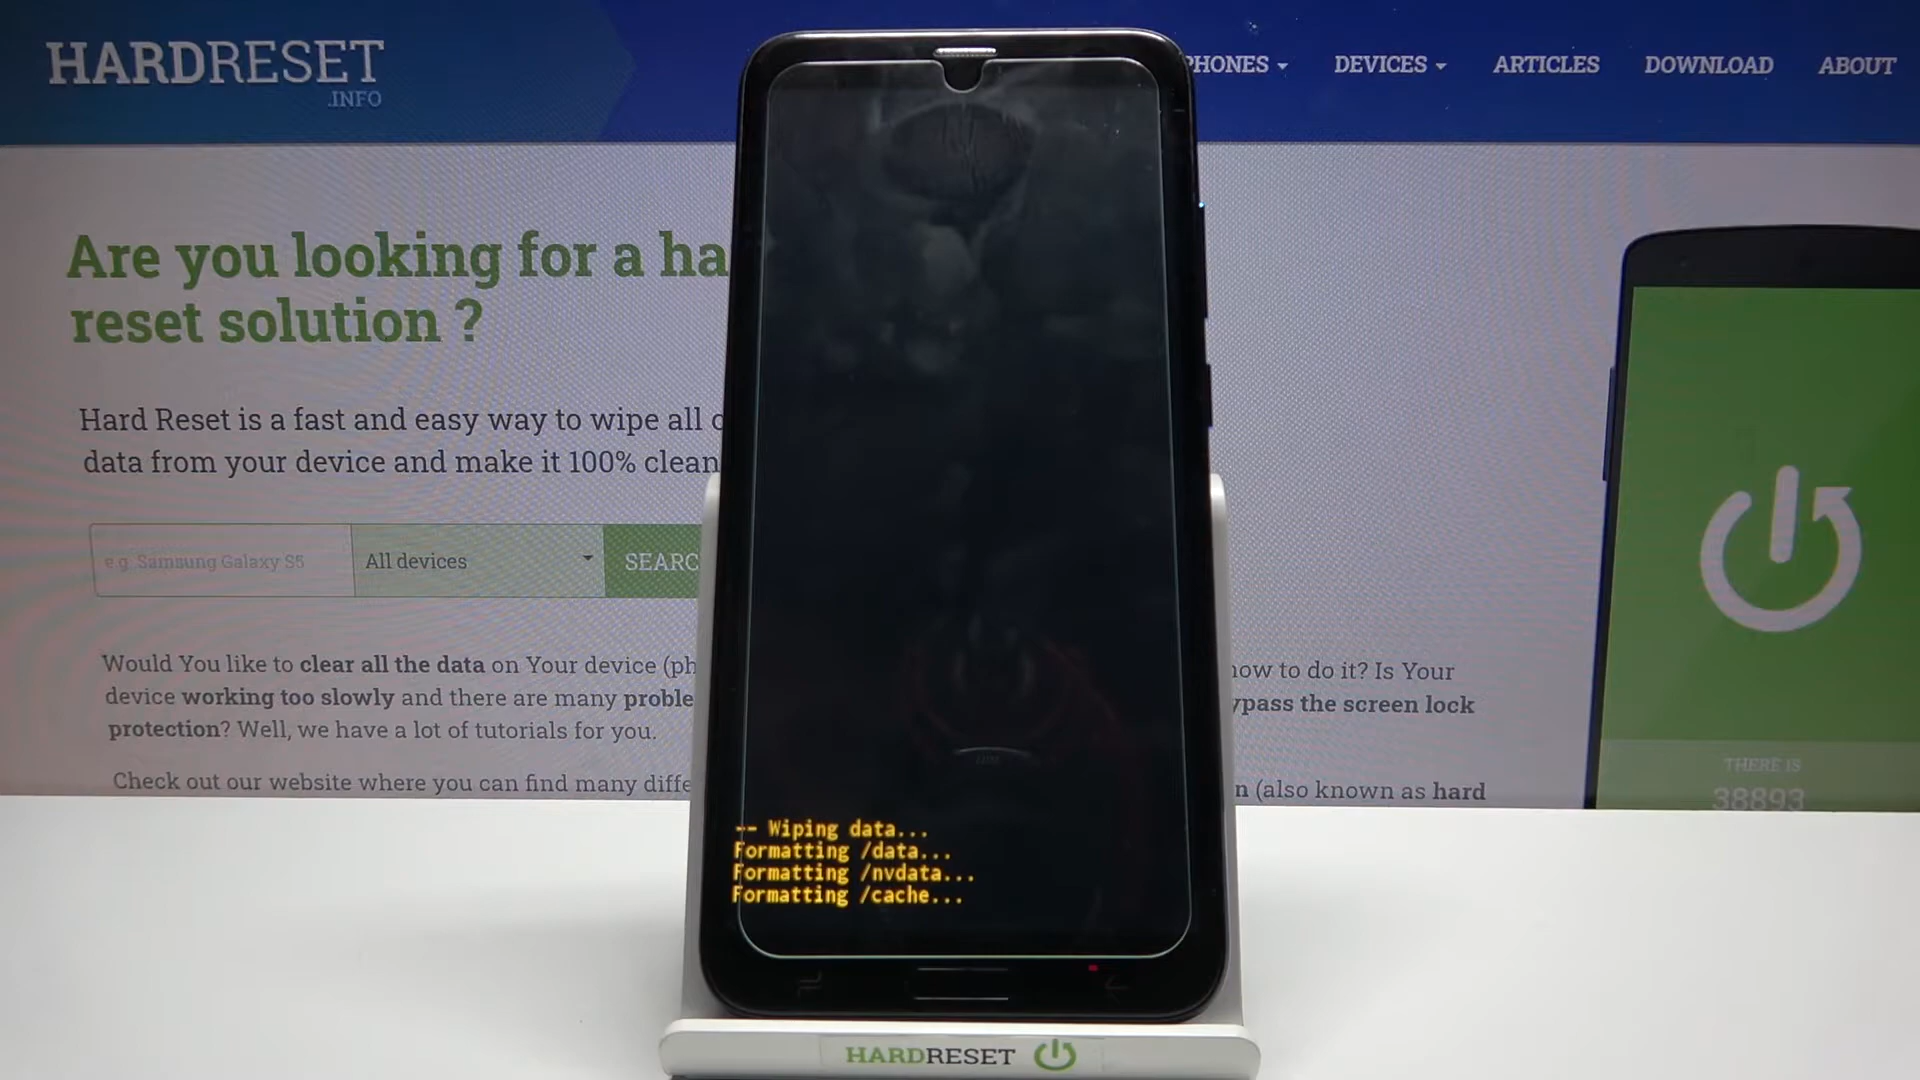 HARDRESET
.INFO
PHONES
DEVICES
ARTICLES
DOWNLOAD
ABOUT
Are you looking for a ha
reset solution ?
Hard Reset is a fast and easy way to wipe all
data from your device and make it 100% clean
e.g. Samsung Galaxy S5
All devices
SEARC
Would You like to clear all the data on Your device (ph
how to do it? Is Your
device working too slowly and there are many proble
ypass the screen lock
protection? Well, we have a lot of tutorials for you.
Check out our website where you can find many diffe
n (also known as hard
THERE IS
38893
-- Wiping data...
Formatting /data...
Formatting /nvdata...
Formatting /cache...
HARDRESET